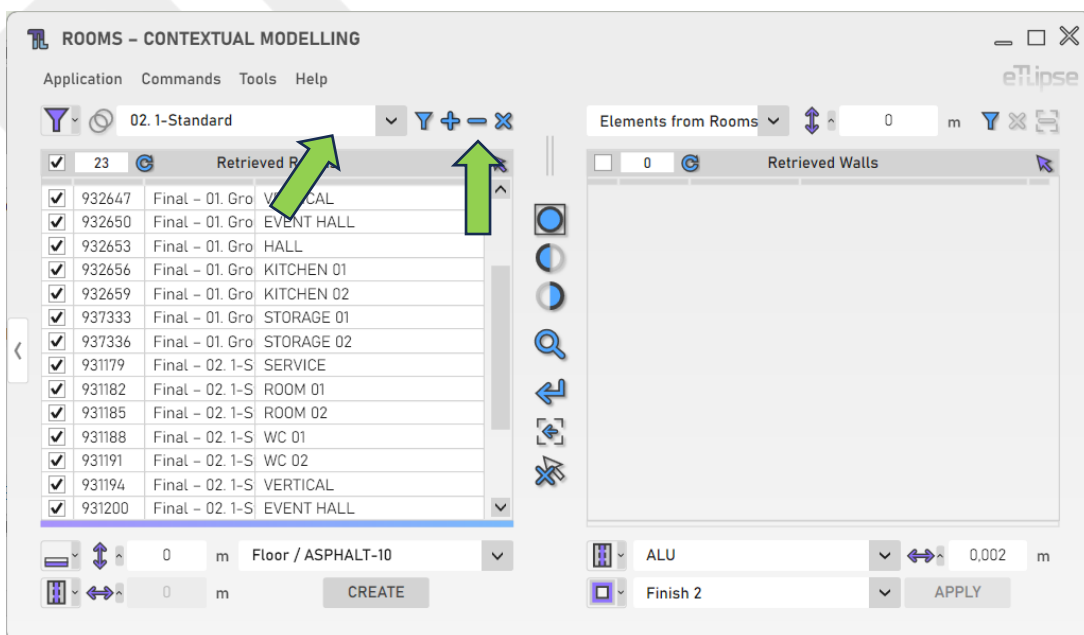 ROOMS – CONTEXTUAL MODELLING
Application Commands Tools Help
eTLipse
02. 1-Standard
Elements from Rooms 0 m
23 Retrieved
0 Retrieved Walls
932647 Final – 01. Gro
932650 Final – 01. Gro EVENT HALL
932653 Final – 01. Gro HALL
932656 Final – 01. Gro KITCHEN 01
932659 Final – 01. Gro KITCHEN 02
937333 Final – 01. Gro STORAGE 01
937336 Final – 01. Gro STORAGE 02
931179 Final – 02. 1-S SERVICE
931182 Final – 02. 1-S ROOM 01
931185 Final – 02. 1-S ROOM 02
931188 Final – 02. 1-S WC 01
931191 Final – 02. 1-S WC 02
931194 Final – 02. 1-S VERTICAL
931200 Final – 02. 1-S EVENT HALL
0 m Floor / ASPHALT-10
ALU 0,002 m
0 m CREATE
Finish 2 APPLY